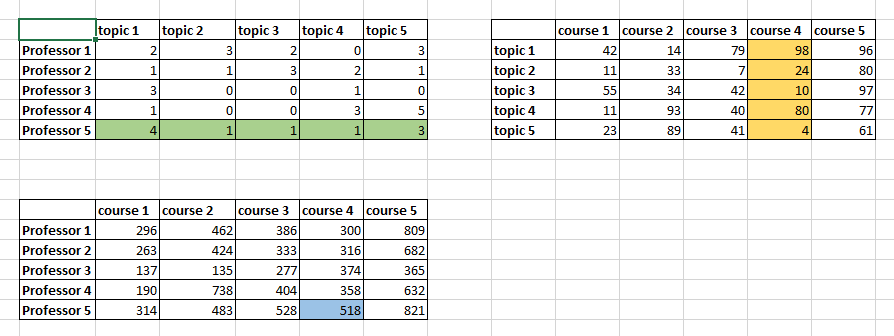 topic 1 topic 2 topic 3 topic 4 topic 5 course 1 course 2 course 3 course 4 course 5
Professor 1 2 3 2 0 3 topic 1 42 14 79 98 96
Professor 2 1 1 3 2 1 topic 2 11 33 7 24 80
Professor 3 3 0 0 1 0 topic 3 55 34 42 10 97
Professor 4 1 0 0 3 5 topic 4 11 93 40 80 77
Professor 5 4 1 1 1 3 topic 5 23 89 41 4 61
course 1 course 2 course 3 course 4 course 5
Professor 1 296 462 386 300 809
Professor 2 263 424 333 316 682
Professor 3 137 135 277 374 365
Professor 4 190 738 404 358 632
Professor 5 314 483 528 518 821